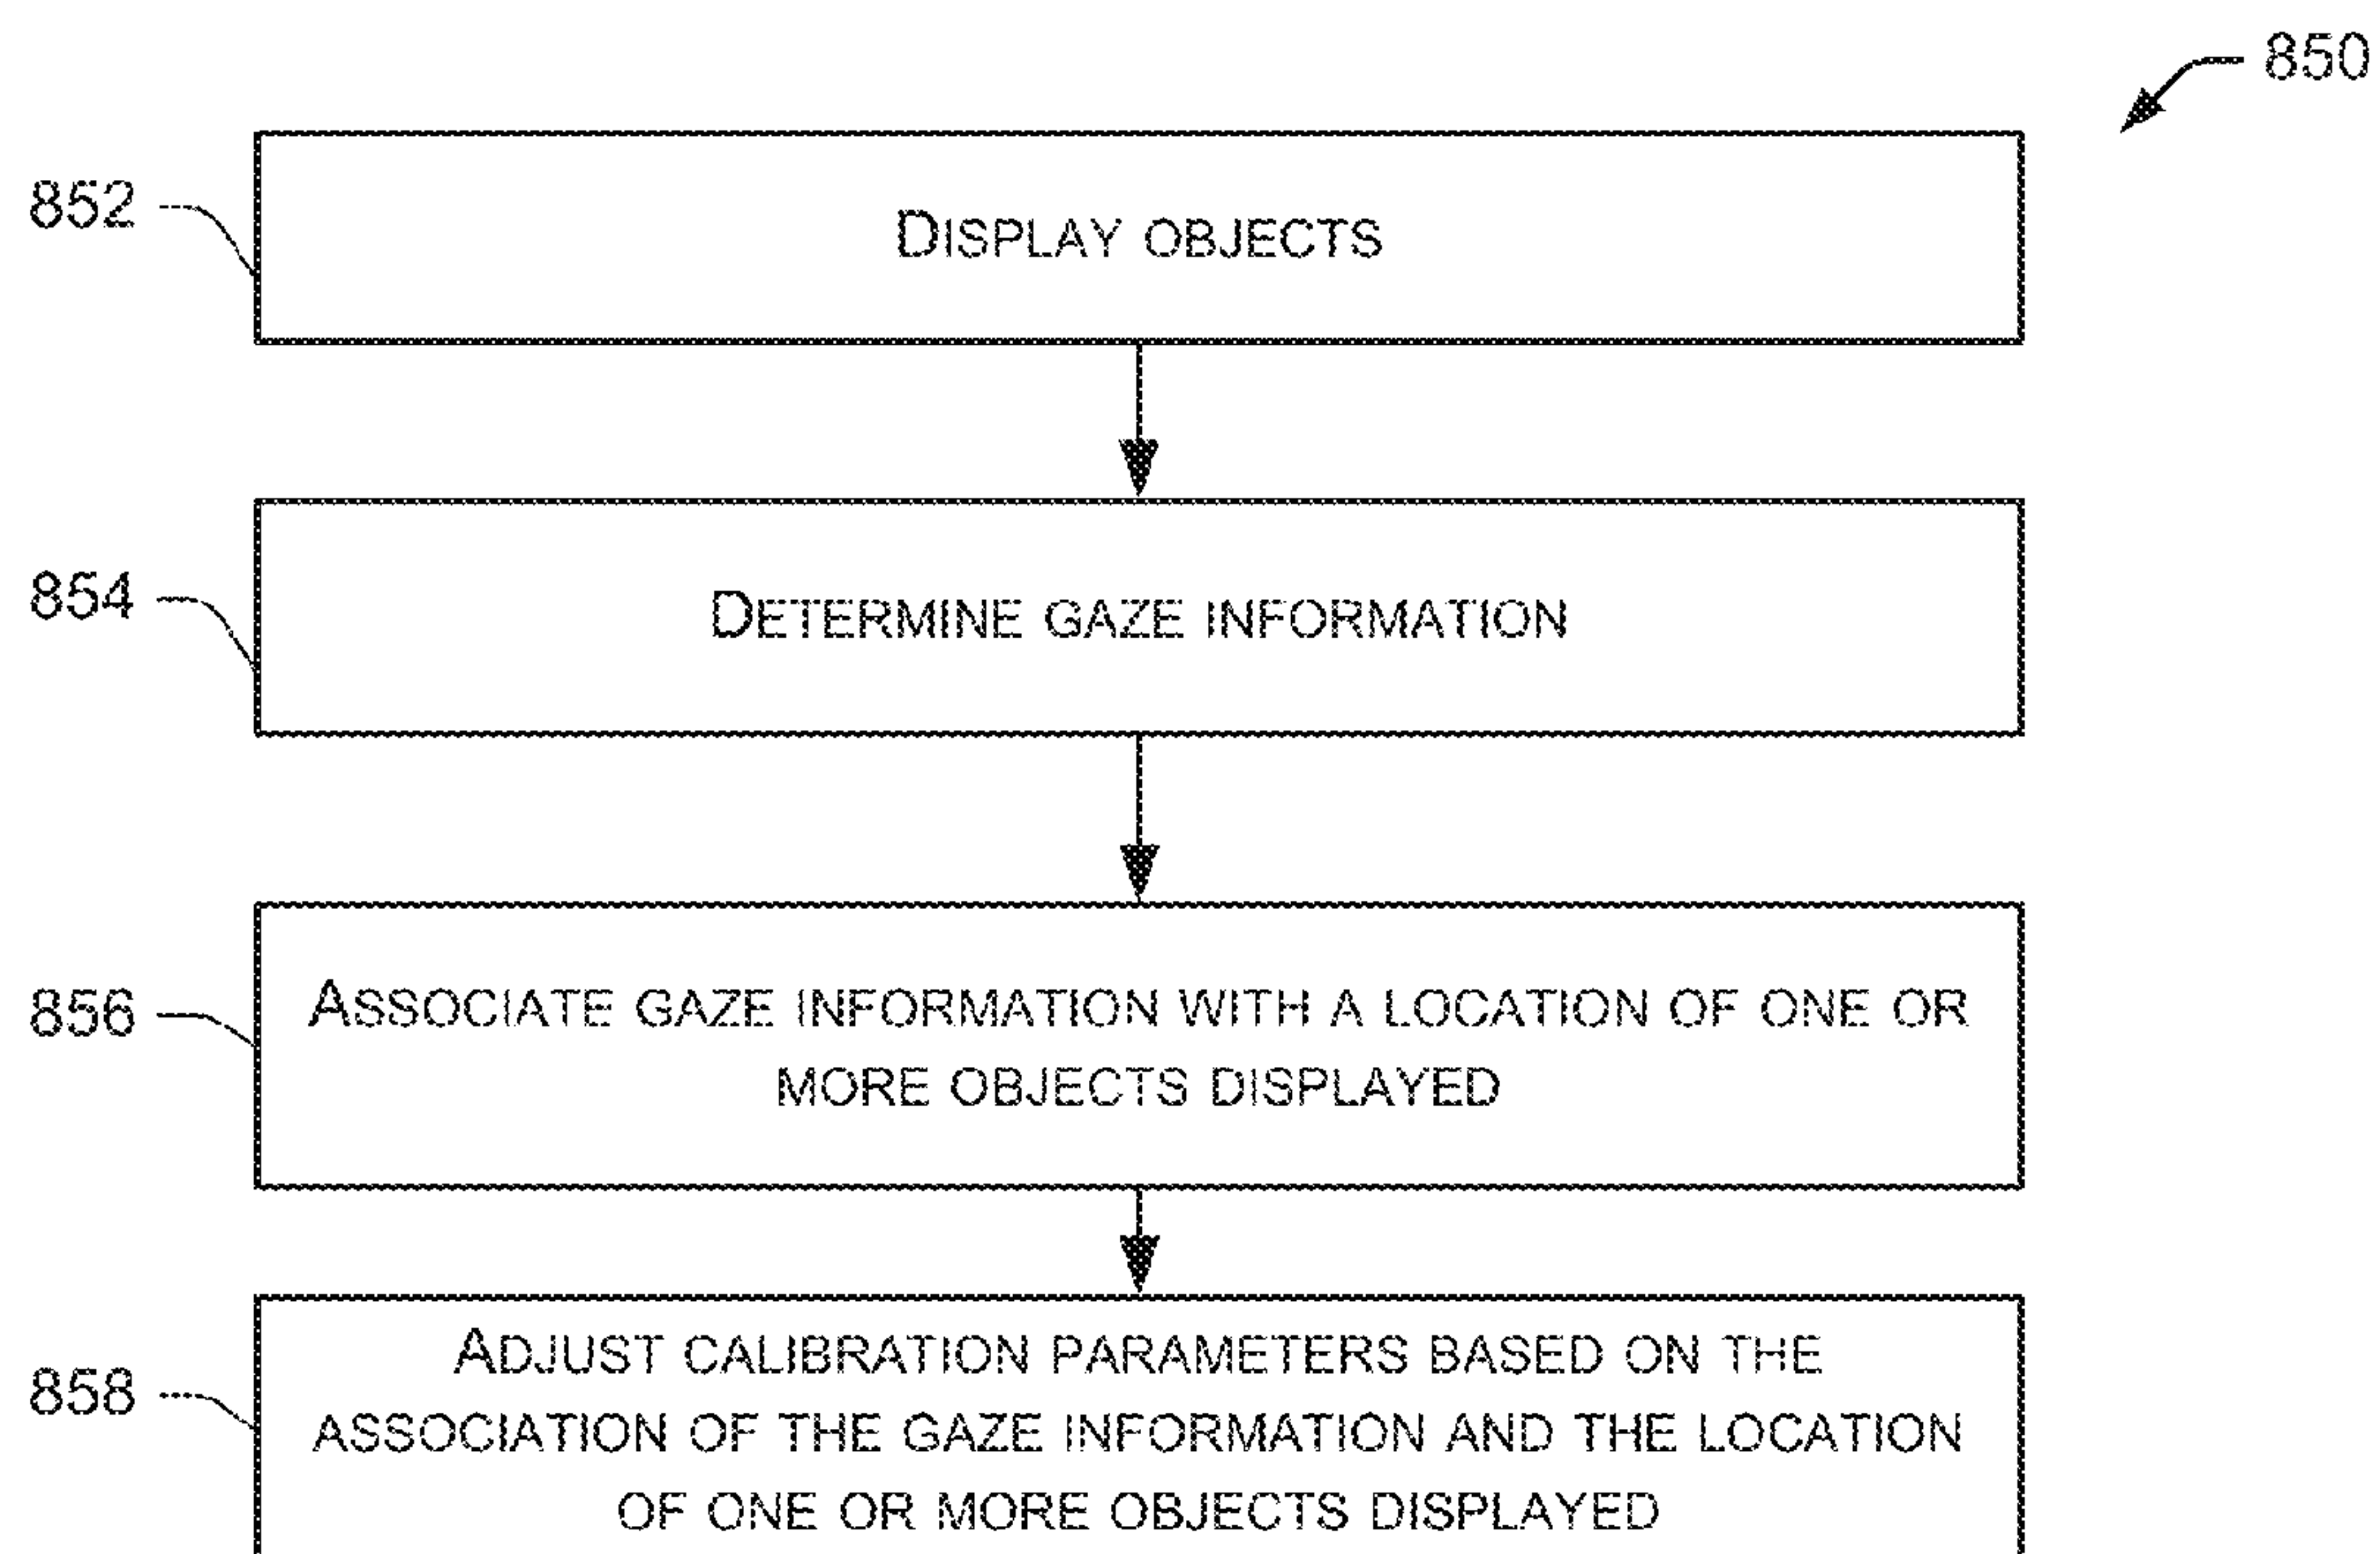 850
852
DISPLAY OBJECTS
854
DETERMINE GAZE INFORMATION
856
ASSOCIATE GAZE INFORMATION WITH A LOCATION OF ONE OR
MORE OBJECTS DISPLAYED
858
ADJUST CALIBRATION PARAMETERS BASED ON THE
ASSOCIATION OF THE GAZE INFORMATION AND THE LOCATION
OF ONE OR MORE OBJECTS DISPLAYED